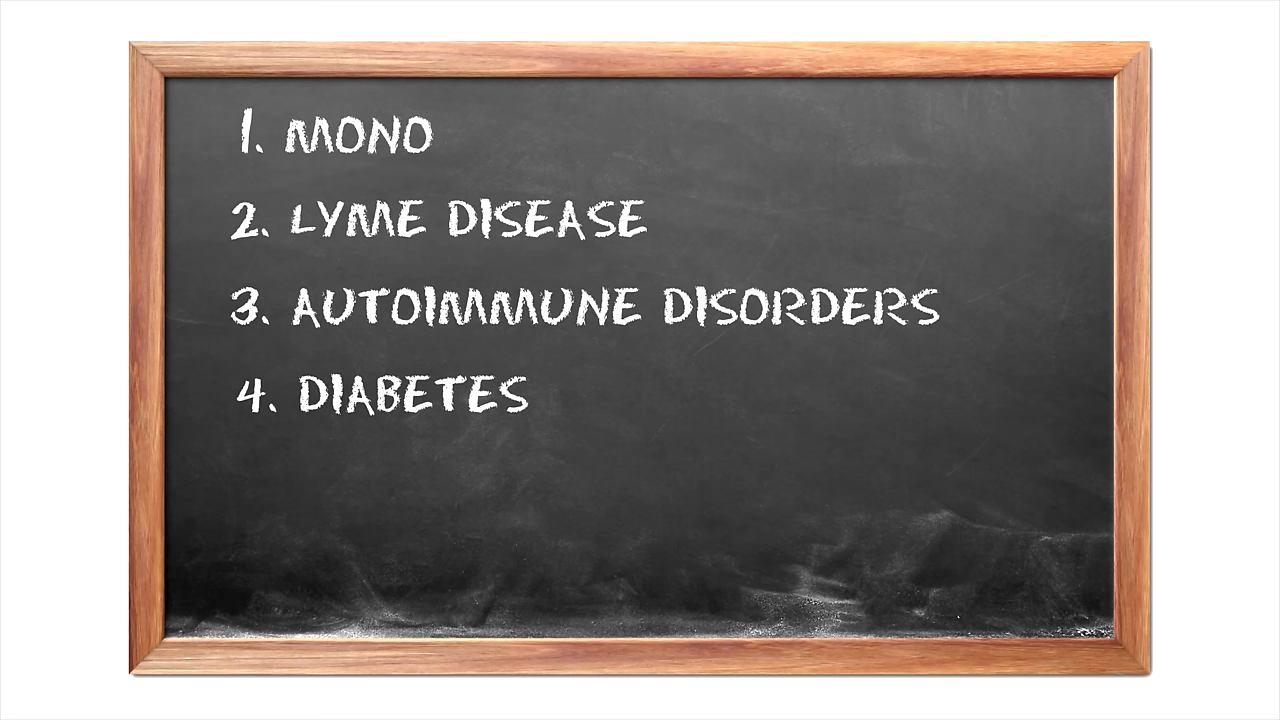 1. MONO
2. LYME DISEASE
3. AUTOIMMUNE DISORDERS
4. DIABETES